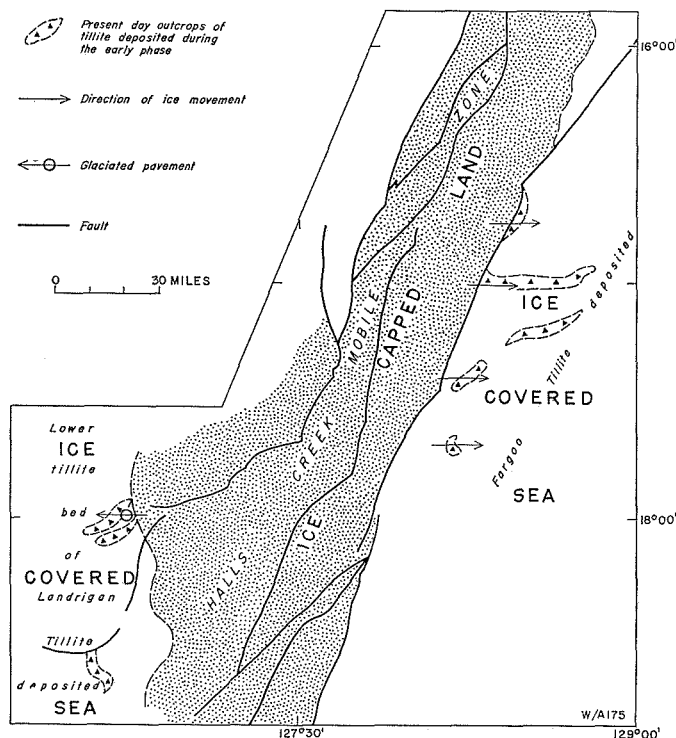 Present day outcrops of
tillite deposited during
the early phase
Direction of ice movement
Glaciated pavement
Fault
0 30 MILES
16°00'
ZONE
LAND
MOBILE
CAPPED
CREEK
HALLS
ICE
ICE
COVERED
SEA
Fargoo
Tillite
deposited
Lower
ICE
tillite
bed
of
COVERED
Landrigan
Tillite
deposited
SEA
18°00'
W/A175
127°30'
129°00'